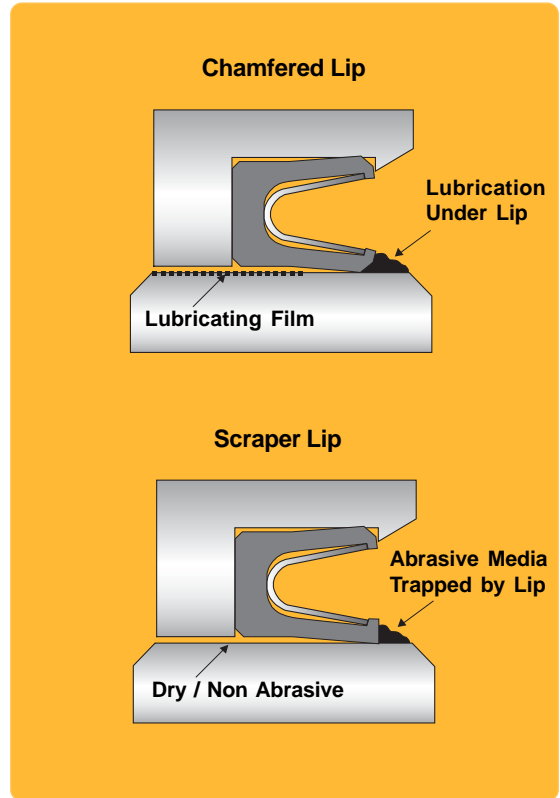 Chamfered Lip
Lubrication
Under Lip
Lubricating Film
Scraper Lip
Abrasive Media
Trapped by Lip
Dry / Non Abrasive